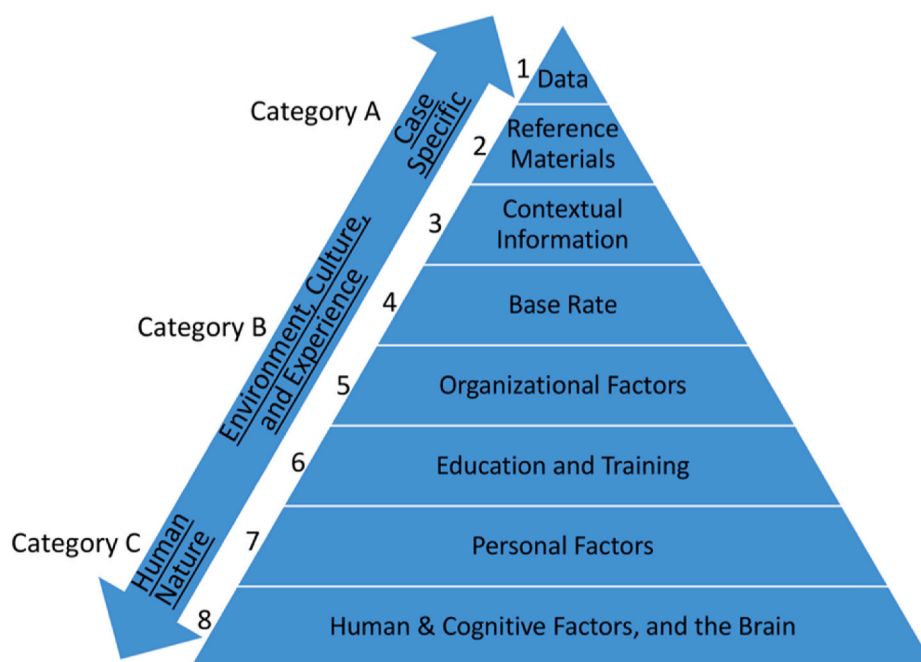 Category A
Case
Specific
Category B
Environment, Culture,
and Experience
Category C
Human
Nature
1
Data
2
Reference
Materials
3
Contextual
Information
4
Base Rate
5
Organizational Factors
6
Education and Training
7
Personal Factors
8
Human & Cognitive Factors, and the Brain